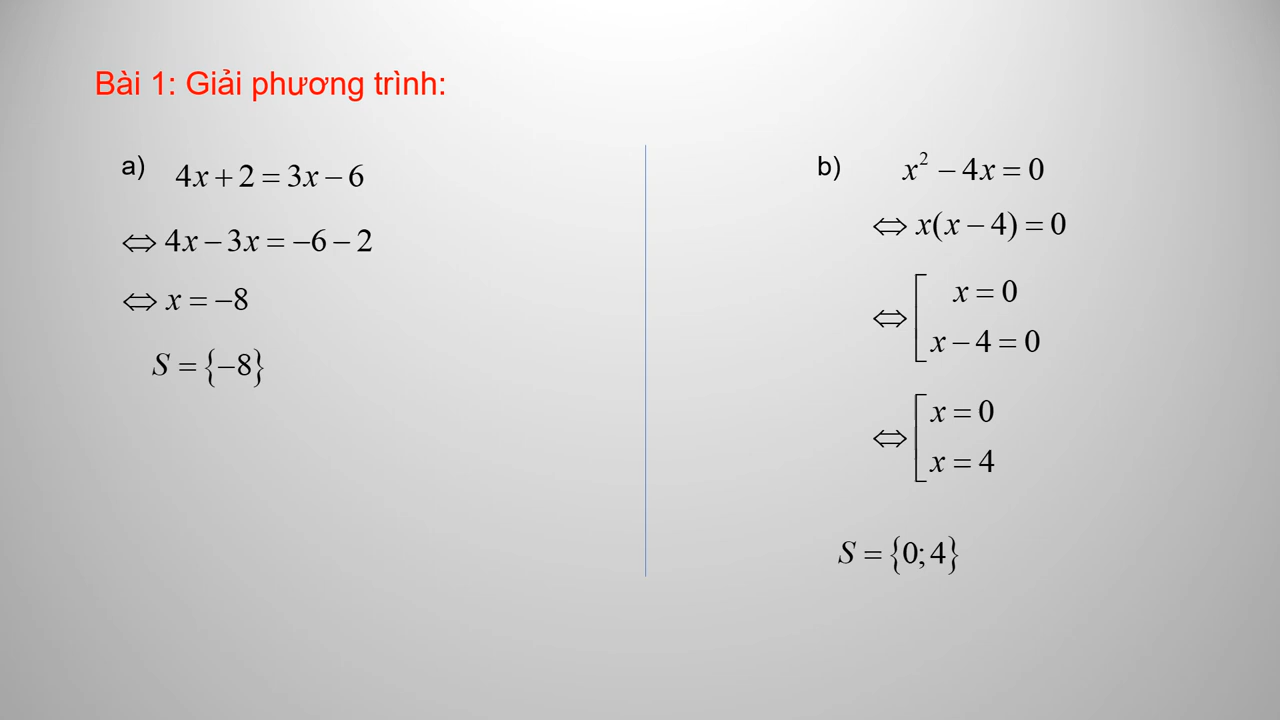 Bài 1: Giải phương trình:
a) 4x + 2 = 3x − 6
⇔ 4x − 3x = −6 − 2
⇔ x = −8
S = {−8}
b) x² − 4x = 0
⇔ x(x − 4) = 0
⇔ [ x = 0
x − 4 = 0
⇔ [ x = 0
x = 4
S = {0; 4}